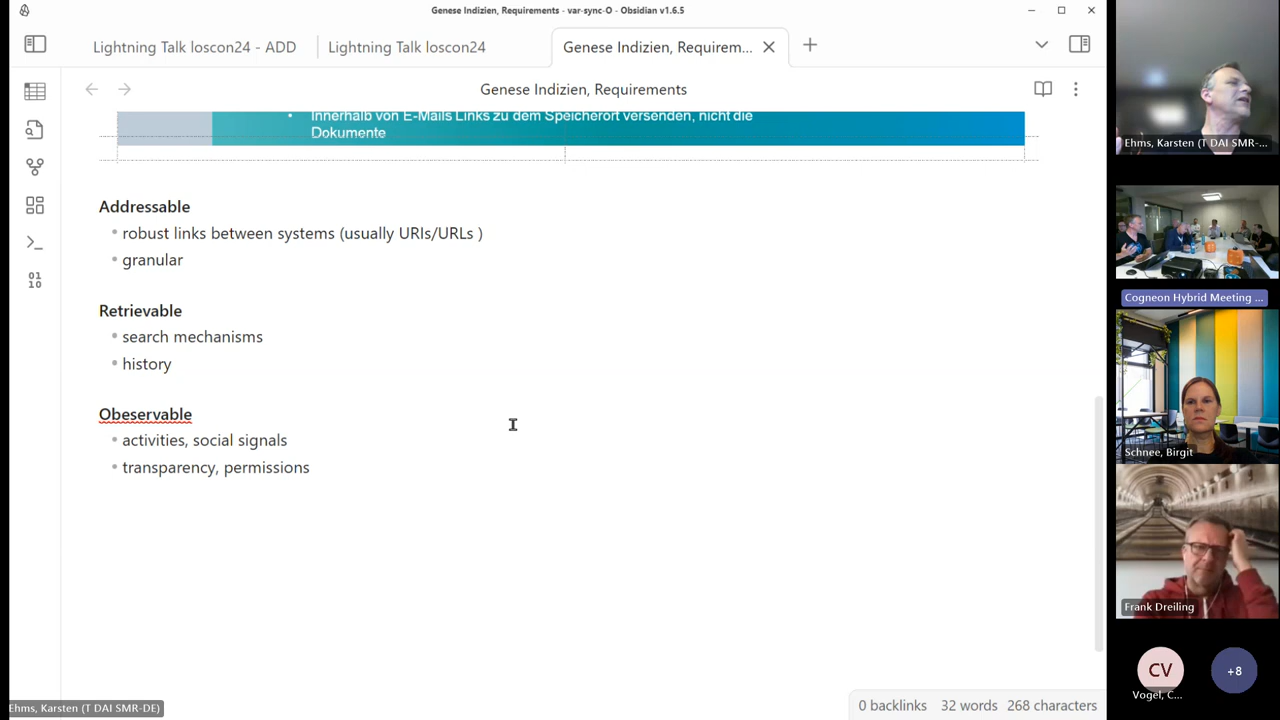 Genese Indizien, Requirements - var-sync-O - Obsidian v1.6.5
Lightning Talk loscon24 - ADD
Lightning Talk loscon24
Genese Indizien, Requirem...
Genese Indizien, Requirements
• Innerhalb von E-Mails Links zu dem Speicherort versenden, nicht die
Dokumente
Addressable
• robust links between systems (usually URIs/URLs )
• granular
Retrievable
• search mechanisms
• history
Obeservable
• activities, social signals
• transparency, permissions
0 backlinks 32 words 268 characters
Ehms, Karsten (T DAI SMR-DE)
Ehms, Karsten (T DAI SMR-...
Cogneon Hybrid Meeting ...
Schnee, Birgit
Frank Dreiling
CV
Vogel, C...
+8
01
10